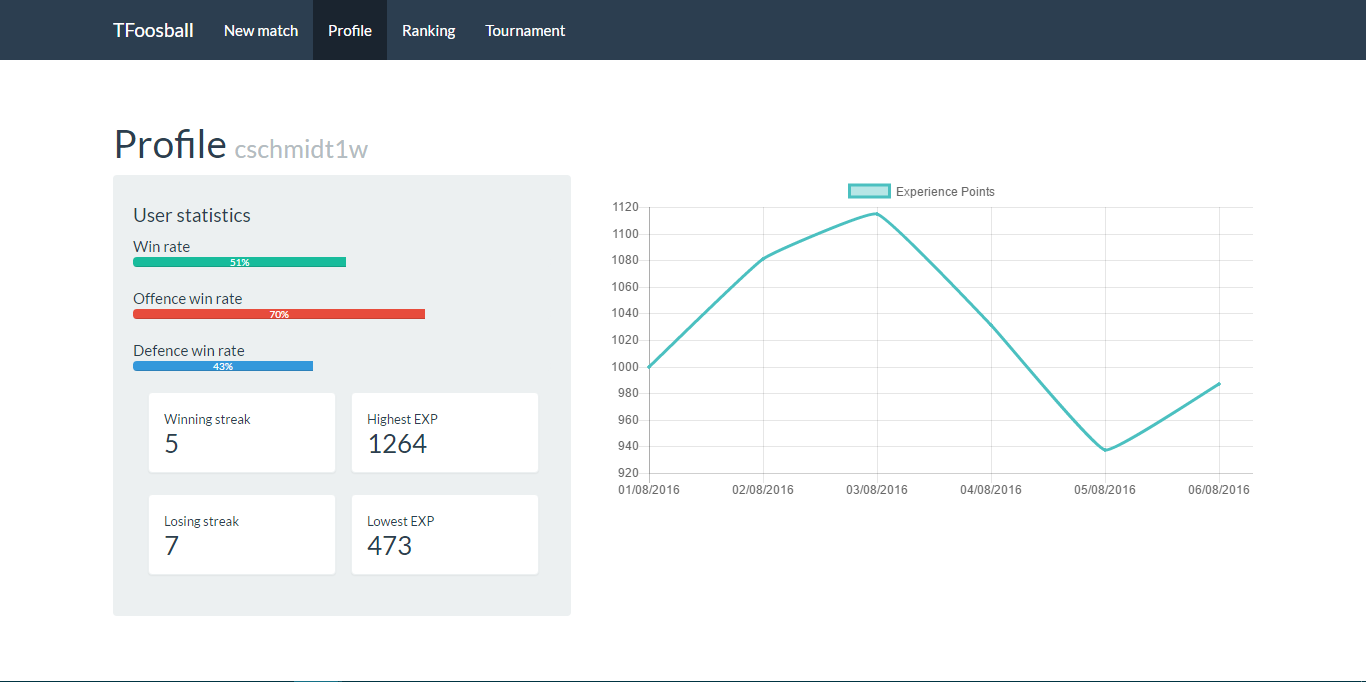 TFoosball New match Profile Ranking Tournament
Profile cschmidt1w
User statistics
Win rate
51%
Offence win rate
70%
Defence win rate
43%
Winning streak
5
Highest EXP
1264
Losing streak
7
Lowest EXP
473
Experience Points
1120
1100
1080
1060
1040
1020
1000
980
960
940
920
01/08/2016 02/08/2016 03/08/2016 04/08/2016 05/08/2016 06/08/2016